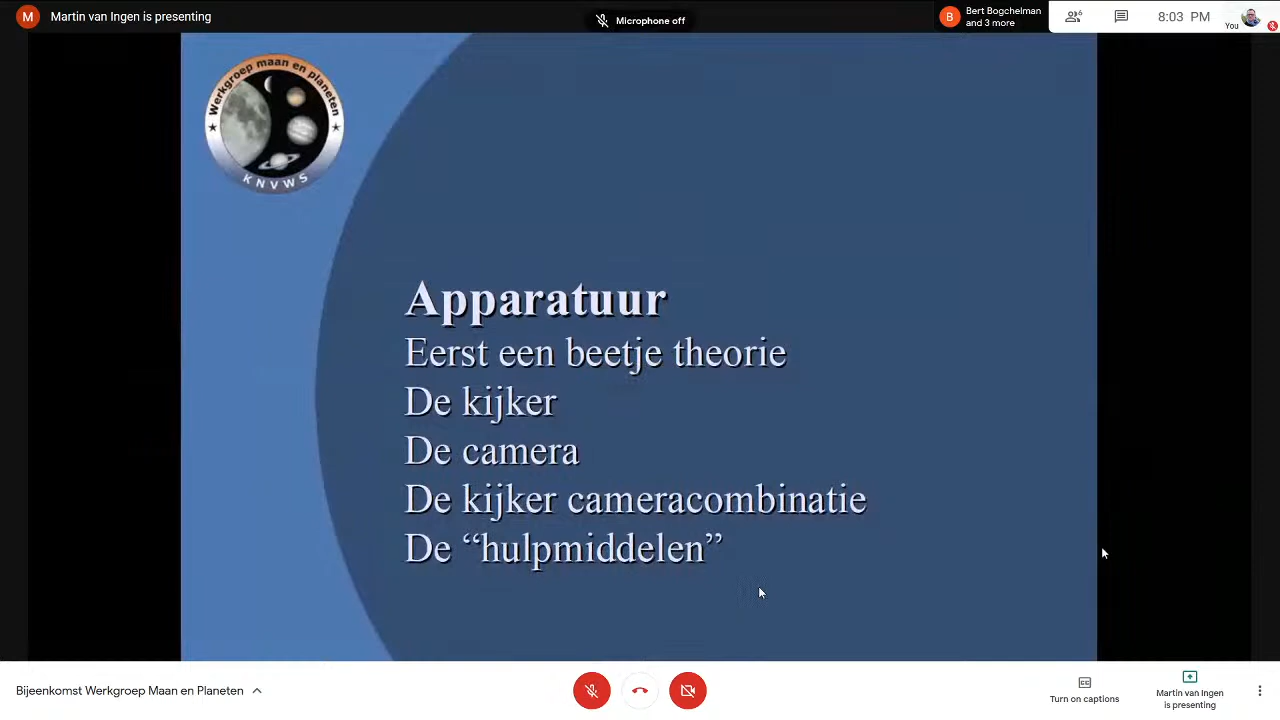 M Martin van Ingen is presenting
Microphone off
B Bert Bogchelman
and 3 more
6
8:03 PM
You
Werkgroep maan en planeten
KNVWS
Apparatuur
Eerst een beetje theorie
De kijker
De camera
De kijker cameracombinatie
De “hulpmiddelen”
Bijeenkomst Werkgroep Maan en Planeten
CC
Turn on captions
Martin van Ingen
is presenting